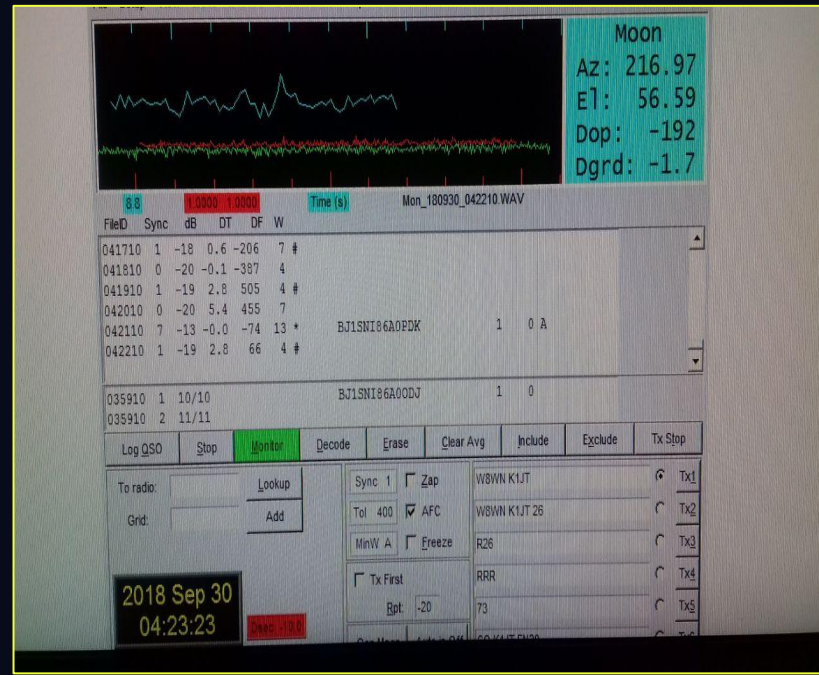 Moon
Az: 216.97
El: 56.59
Dop: -192
Dgrd: -1.7
8.8 1.0000 1.0000 Time (s) Mon_180930_042210.WAV
FileID Sync dB DT DF W
041710 1 -18 0.6 -206 7 #
041810 0 -20 -0.1 -387 4
041910 1 -19 2.8 505 4 #
042010 0 -20 5.4 455 7
042110 7 -13 -0.0 -74 13 * BJ1SNI86A0PDK 1 0 A
042210 1 -19 2.8 66 4 #
035910 1 10/10 BJ1SNI86A0ODJ 1 0
035910 2 11/11
Log QSO Stop Monitor Decode Erase Clear Avg Include Exclude Tx Stop
To radio: Lookup Sync 1 Zap W8WN K1JT Tx1
Grid: Add Tol 400 AFC W8WN K1JT 26 Tx2
MinW A Freeze R26 Tx3
Tx First RRR Tx4
2018 Sep 30 Rpt: -20 73 Tx5
04:23:23